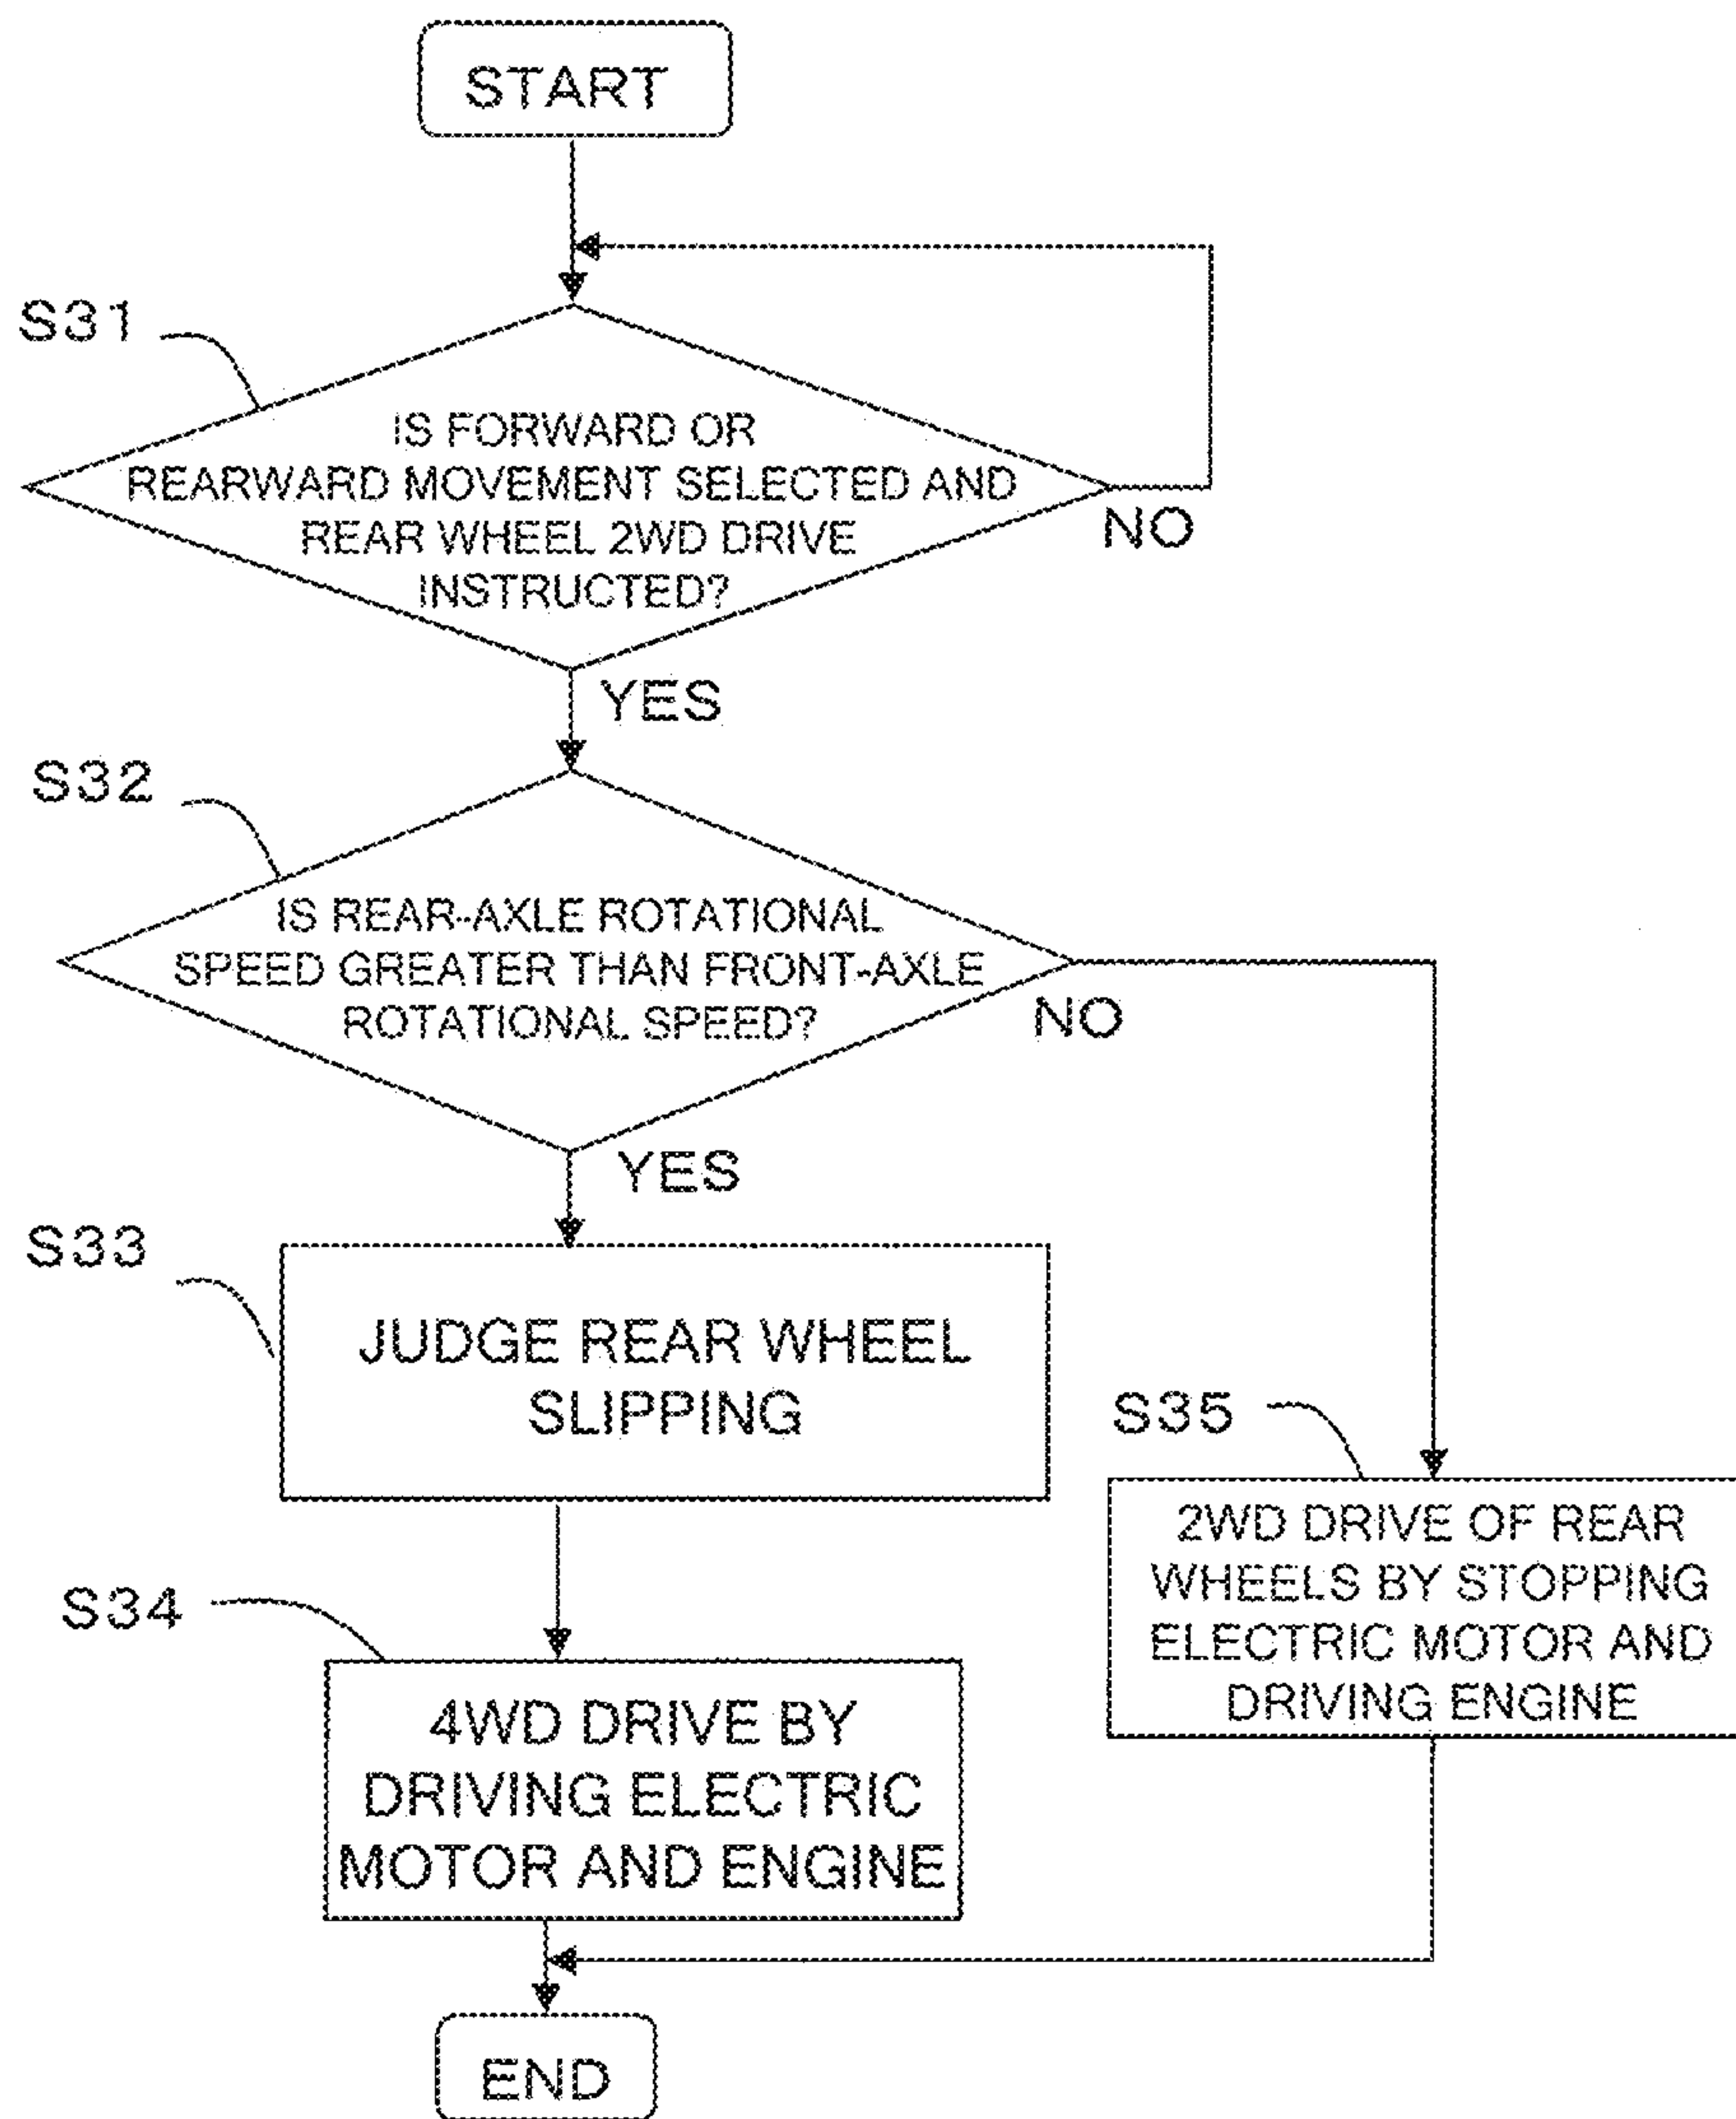 START
S31
IS FORWARD OR
REARWARD MOVEMENT SELECTED AND
REAR WHEEL 2WD DRIVE
INSTRUCTED?
NO
YES
S32
IS REAR-AXLE ROTATIONAL
SPEED GREATER THAN FRONT-AXLE
ROTATIONAL SPEED?
NO
YES
S33
JUDGE REAR WHEEL
SLIPPING
S35
2WD DRIVE OF REAR
WHEELS BY STOPPING
ELECTRIC MOTOR AND
DRIVING ENGINE
S34
4WD DRIVE BY
DRIVING ELECTRIC
MOTOR AND ENGINE
END